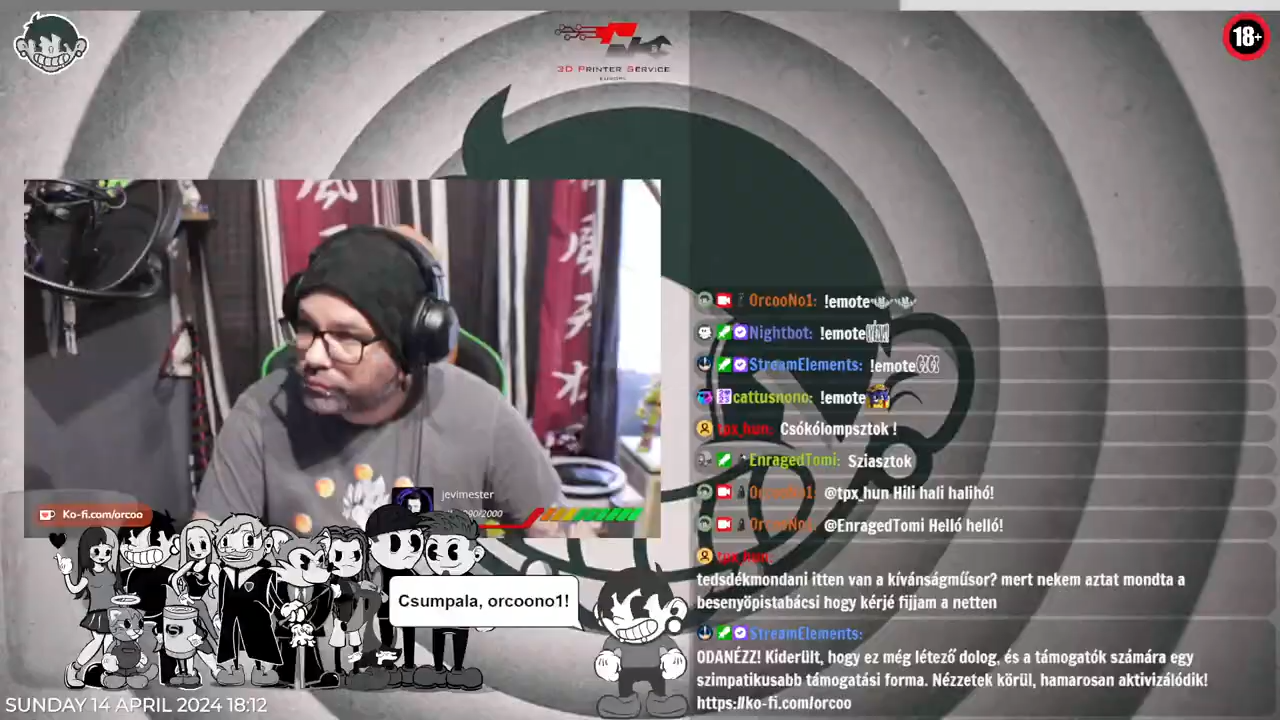 18+
3D PRINTER SERVICE
EUROPE
OrcooNo1: !emote
Nightbot: !emote
StreamElements: !emote
cattusnono: !emote
tpx_hun: Csókólompsztok !
EnragedTomi: Sziasztok
OrcooNo1: @tpx_hun Hili hali halihó!
OrcooNo1: @EnragedTomi Helló helló!
tpx_hun:
tedsdékmondani itten van a kívánságműsor? mert nekem aztat mondta a
besenyöpistabácsi hogy kérjé fijjam a netten
StreamElements:
ODANÉZZ! Kiderült, hogy ez még létező dolog, és a támogatók számára egy
szimpatikusabb támogatási forma. Nézzetek körül, hamarosan aktivizálódik!
https://ko-fi.com/orcoo
jevimester
/2000
Ko-fi.com/orcoo
Csumpala, orcoono1!
SUNDAY 14 APRIL 2024 18:12